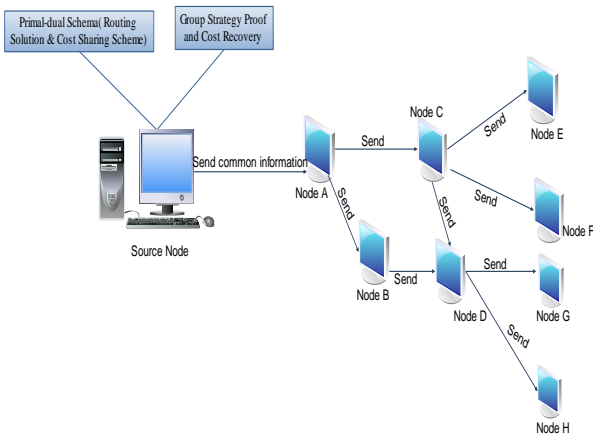 Primal-dual Schema( Routing
Solution & Cost Sharing Scheme)
Group Strategy Proof
and Cost Recovery
Source Node
Send common information
Node A
Send
Send
Node C
Send
Node E
Send
Node F
Send
Node B
Send
Node D
Send
Node G
Send
Node H